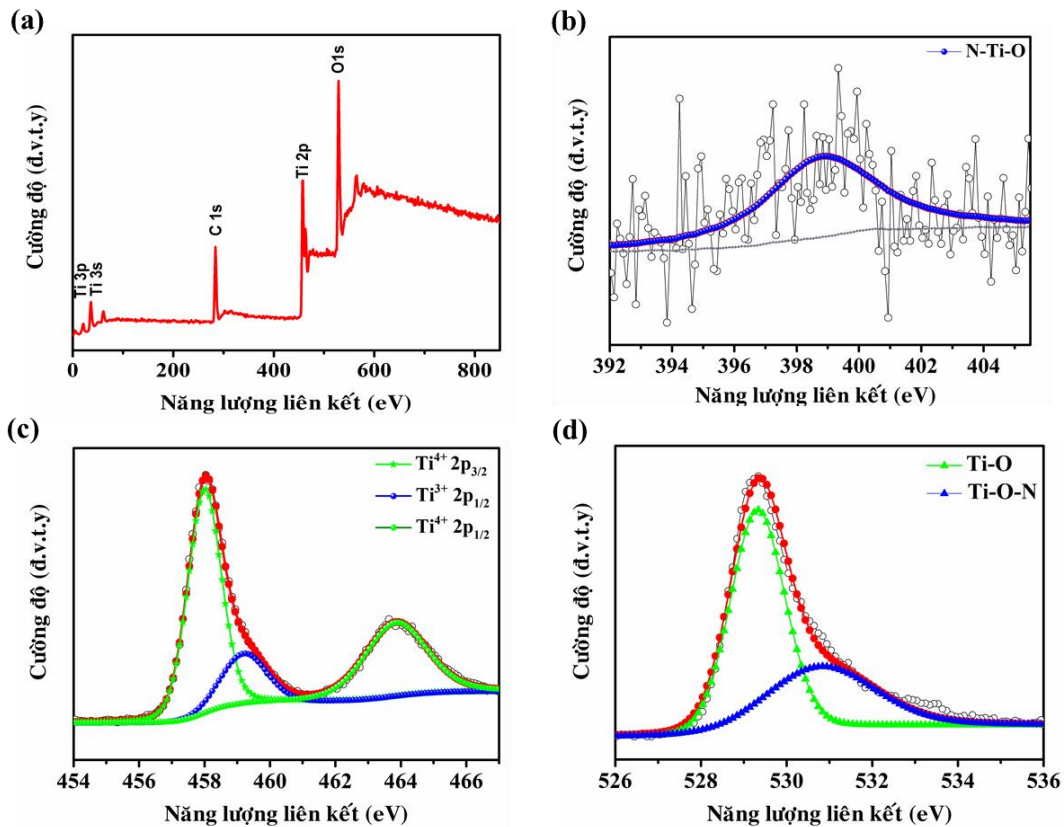 (a)
Cường độ (đ.v.t.y)
Ti 3p
Ti 3s
C 1s
Ti 2p
O1s
0 200 400 600 800
Năng lượng liên kết (eV)
(b)
Cường độ (đ.v.t.y)
N-Ti-O
392 394 396 398 400 402 404
Năng lượng liên kết (eV)
(c)
Cường độ (đ.v.t.y)
Ti⁴⁺ 2p₃/₂
Ti³⁺ 2p₁/₂
Ti⁴⁺ 2p₁/₂
454 456 458 460 462 464 466
Năng lượng liên kết (eV)
(d)
Cường độ (đ.v.t.y)
Ti-O
Ti-O-N
526 528 530 532 534 536
Năng lượng liên kết (eV)